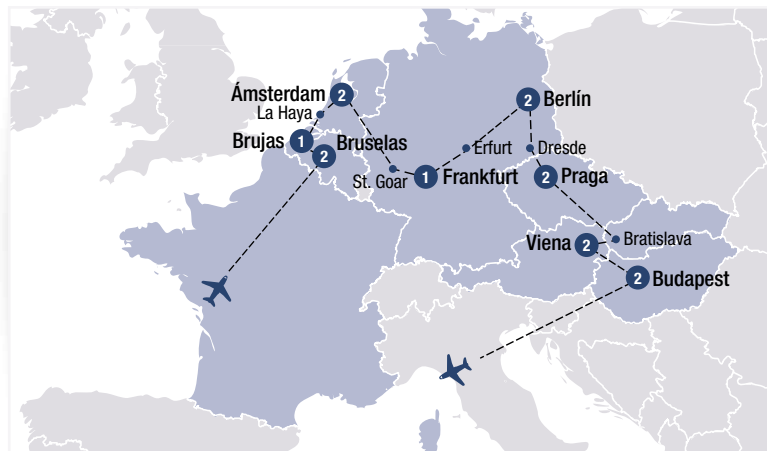 Ámsterdam 2
La Haya
2 Berlín
Brujas 1
2 Bruselas
Erfurt
Dresde
St. Goar
1 Frankfurt
2 Praga
Viena 2
Bratislava
2 Budapest